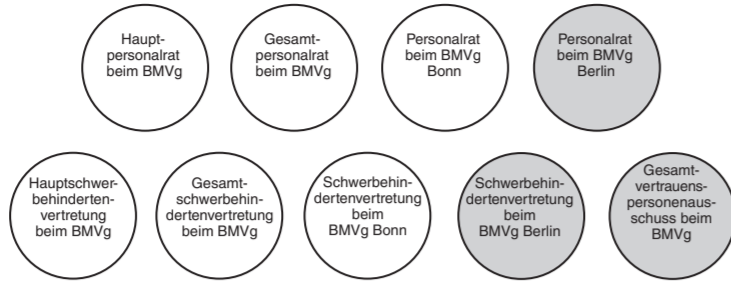 Haupt-
personalrat
beim BMVg
Gesamt-
personalrat
beim BMVg
Personalrat
beim BMVg
Bonn
Personalrat
beim BMVg
Berlin
Hauptschwer-
behinderten-
vertretung
beim BMVg
Gesamt-
schwerbehin-
dertenvertretung
beim BMVg
Schwerbehin-
dertenvertretung
beim
BMVg Bonn
Schwerbehin-
dertenvertretung
beim
BMVg Berlin
Gesamt-
vertrauens-
personenaus-
schuss beim
BMVg